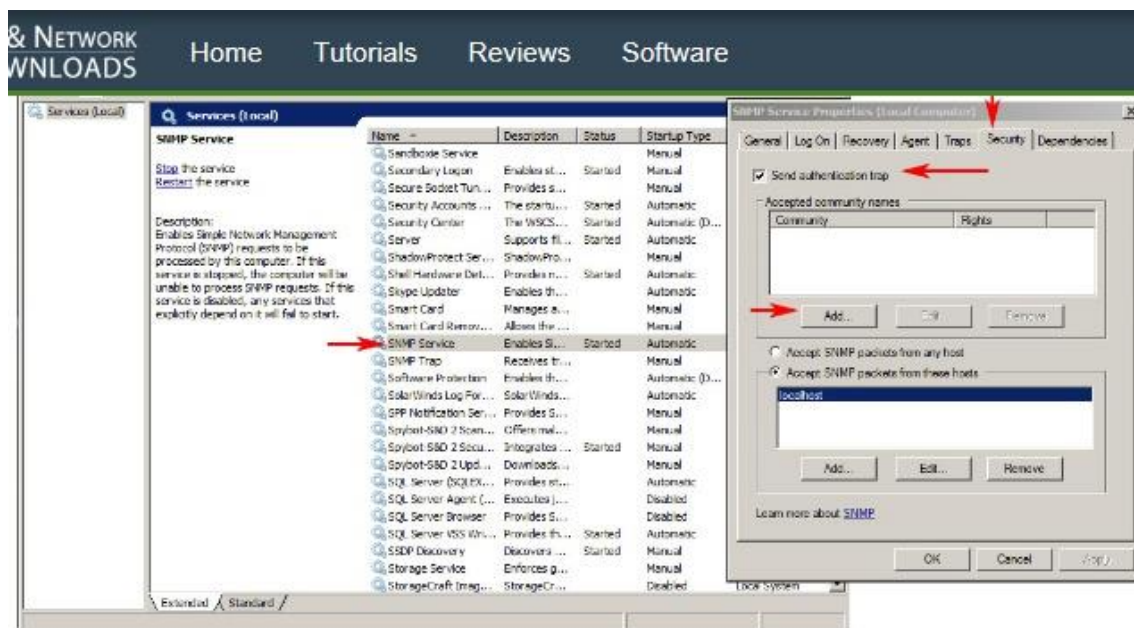 & NETWORK
WNLOADS
Home Tutorials Reviews Software
Services (Local)
Services (Local)
SNMP Service
Stop the service
Restart the service
Description:
Enables Simple Network Management
Protocol (SNMP) requests to be
processed by this computer. If this
service is stopped, the computer will be
unable to process SNMP requests. If this
service is disabled, any services that
explicitly depend on it will fail to start.
Name Description Status Startup Type
Sandboxie Service Manual
Secondary Logon Enables st... Started Manual
Secure Socket Tun... Provides s... Manual
Security Accounts ... The startu... Started Automatic
Security Center The WSCS... Started Automatic (D...
Server Supports fi... Started Automatic
ShadowProtect Ser... ShadowPro... Manual
Shell Hardware Det... Provides n... Started Automatic
Skype Updater Enables th... Automatic
Smart Card Manages a... Manual
Smart Card Remov... Allows the ... Manual
SNMP Service Enables Si... Started Automatic
SNMP Trap Receives tr... Manual
Software Protection Enables th... Automatic (D...
SolarWinds Log For... SolarWinds... Automatic
SPP Notification Ser... Provides S... Manual
Spybot-S&D 2 Scan... Offers mal... Manual
Spybot-S&D 2 Secu... Integrates ... Started Manual
Spybot-S&D 2 Upd... Downloads... Manual
SQL Server (SQLEX... Provides st... Automatic
SQL Server Agent (... Executes j... Disabled
SQL Server Browser Provides S... Disabled
SQL Server VSS Wri... Provides th... Started Automatic
SSDP Discovery Discovers ... Started Manual
Storage Service Enforces g... Manual
StorageCraft Imag... StorageCr... Disabled Local System
Extended Standard
SNMP Service Properties (Local Computer)
General Log On Recovery Agent Traps Security Dependencies
Send authentication trap
Accepted community names
Community Rights
Add... Edit Remove
Accept SNMP packets from any host
Accept SNMP packets from these hosts
localhost
Add... Edit... Remove
Learn more about SNMP
OK Cancel Apply